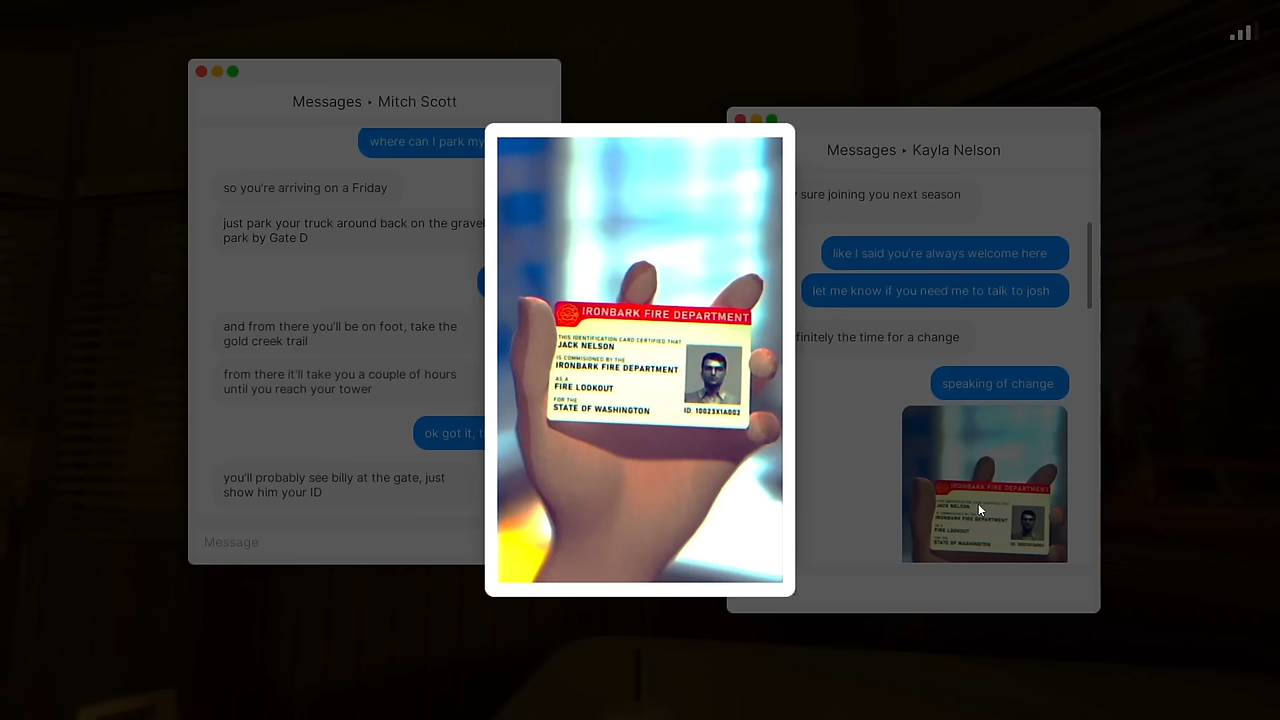 Messages ▸ Mitch Scott
where can I park my
so you're arriving on a Friday
just park your truck around back on the gravel
park by Gate D
and from there you'll be on foot, take the
gold creek trail
from there it'll take you a couple of hours
until you reach your tower
ok got it,
you'll probably see billy at the gate, just
show him your ID
Message
IRONBARK FIRE DEPARTMENT
THIS IDENTIFICATION CARD CERTIFIED THAT
JACK NELSON
IS COMMISIONED BY THE
IRONBARK FIRE DEPARTMENT
AS A
FIRE LOOKOUT
FOR THE
STATE OF WASHINGTON
ID: 10023X1A002
Messages ▸ Kayla Nelson
sure joining you next season
like I said you're always welcome here
let me know if you need me to talk to josh
the time for a change
speaking of change
IRONBARK FIRE DEPARTMENT
JACK NELSON
IRONBARK FIRE DEPARTMENT
FIRE LOOKOUT
STATE OF WASHINGTON